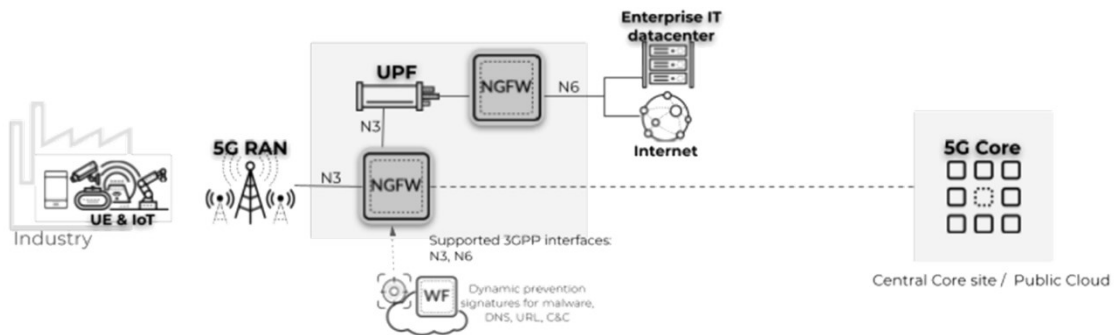 Enterprise IT
datacenter
UPF
NGFW
N6
N3
Internet
5G RAN
N3
NGFW
5G Core
UE & IoT
Industry
Supported 3GPP interfaces:
N3, N6
Central Core site / Public Cloud
WF
Dynamic prevention
signatures for malware,
DNS, URL, C&C